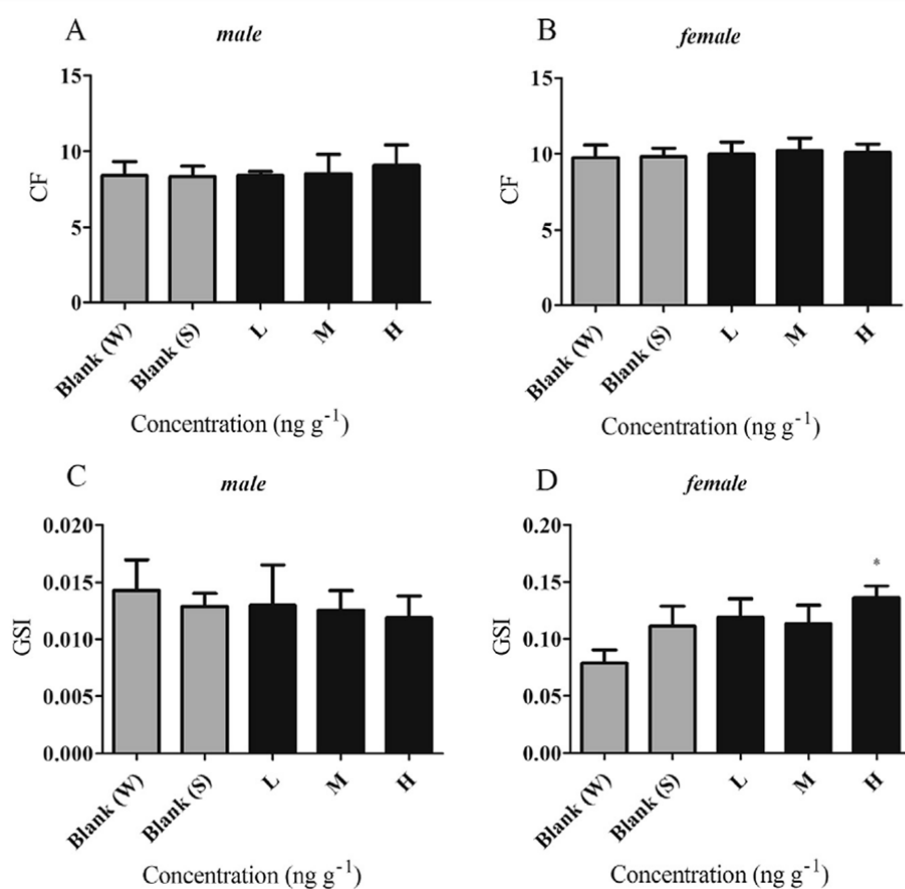 A
male
15
10
5
0
CF
Blank (W)
Blank (S)
L
M
H
Concentration (ng g-1)
B
female
15
10
5
0
CF
Blank (W)
Blank (S)
L
M
H
Concentration (ng g-1)
C
male
0.020
0.015
0.010
0.005
0.000
GSI
Blank (W)
Blank (S)
L
M
H
Concentration (ng g-1)
D
female
0.20
0.15
0.10
0.05
0.00
GSI
*
Blank (W)
Blank (S)
L
M
H
Concentration (ng g-1)